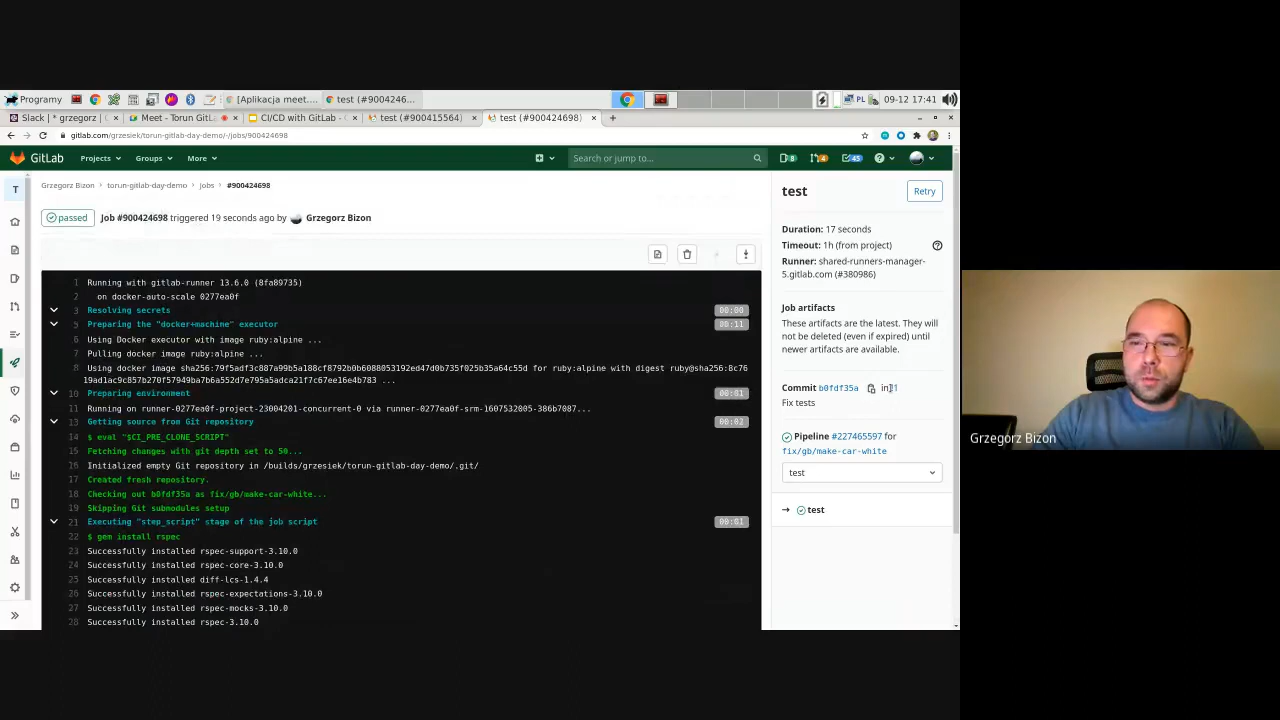 Programy
[Aplikacja meet....
test (#9004246...
PL
09-12 17:41
Slack | * grzegorz |
Meet - Torun GitLa
CI/CD with GitLab -
test (#900415564)
test (#900424698)
gitlab.com/grzesiek/torun-gitlab-day-demo/-/jobs/900424698
GitLab
Projects
Groups
More
Search or jump to...
8
4
45
T
Grzegorz Bizon
torun-gitlab-day-demo
Jobs
#900424698
passed
Job #900424698 triggered 19 seconds ago by
Grzegorz Bizon
1 Running with gitlab-runner 13.6.0 (8fa89735)
2 on docker-auto-scale 0277ea0f
3 Resolving secrets 00:00
5 Preparing the "docker+machine" executor 00:11
6 Using Docker executor with image ruby:alpine ...
7 Pulling docker image ruby:alpine ...
8 Using docker image for ruby:alpine with digest
...
10 Preparing environment 00:01
11 Running on runner-0277ea0f-project-23004201-concurrent-0 via runner-0277ea0f-srm-1607532005-386b7087...
13 Getting source from Git repository 00:02
14 $ eval "$CI_PRE_CLONE_SCRIPT"
15 Fetching changes with git depth set to 50...
16 Initialized empty Git repository in /builds/grzesiek/torun-gitlab-day-demo/.git/
17 Created fresh repository.
18 Checking out b0fdf35a as fix/gb/make-car-white...
19 Skipping Git submodules setup
21 Executing "step_script" stage of the job script 00:01
22 $ gem install rspec
23 Successfully installed rspec-support-3.10.0
24 Successfully installed rspec-core-3.10.0
25 Successfully installed diff-lcs-1.4.4
26 Successfully installed rspec-expectations-3.10.0
27 Successfully installed rspec-mocks-3.10.0
28 Successfully installed rspec-3.10.0
test
Retry
Duration: 17 seconds
Timeout: 1h (from project)
Runner: shared-runners-manager-
5.gitlab.com (#380986)
Job artifacts
These artifacts are the latest. They will
not be deleted (even if expired) until
newer artifacts are available.
Commit b0fdf35a in
Fix tests
Pipeline #227465597 for
fix/gb/make-car-white
test
→ test
Grzegorz Bizon